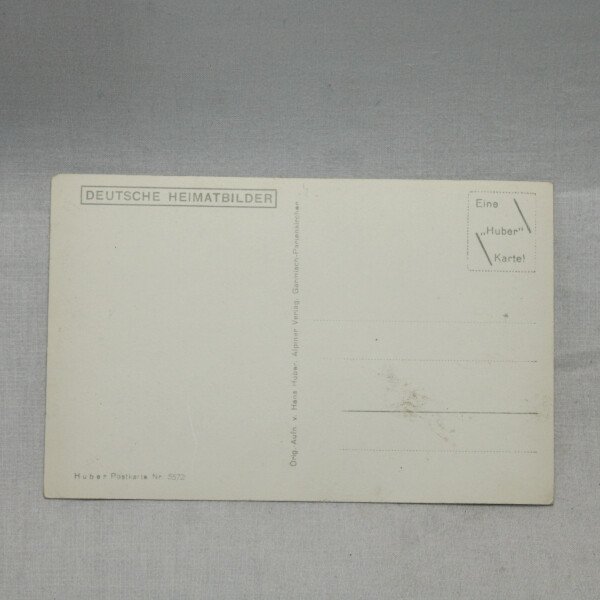 DEUTSCHE HEIMATBILDER
Eine
„Huber"
Karte!
Orig. Aufn. v. Hans Huber, Alpiner Verlag, Garmisch-Partenkirchen
Huber Postkarte Nr. 5572